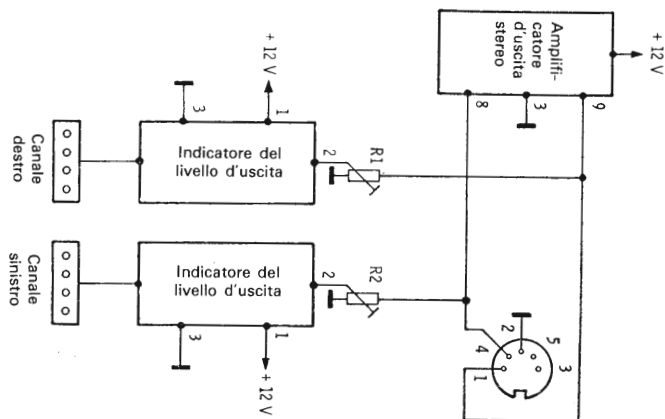 + 12 V
Amplifi-
catore
d'uscita
stereo
8
3
9
+ 12 V
3
1
Indicatore del
livello d'uscita
2
R1
Canale
destro
Indicatore del
livello d'uscita
2
R2
3
1
+ 12 V
Canale
sinistro
5
3
2
4
1